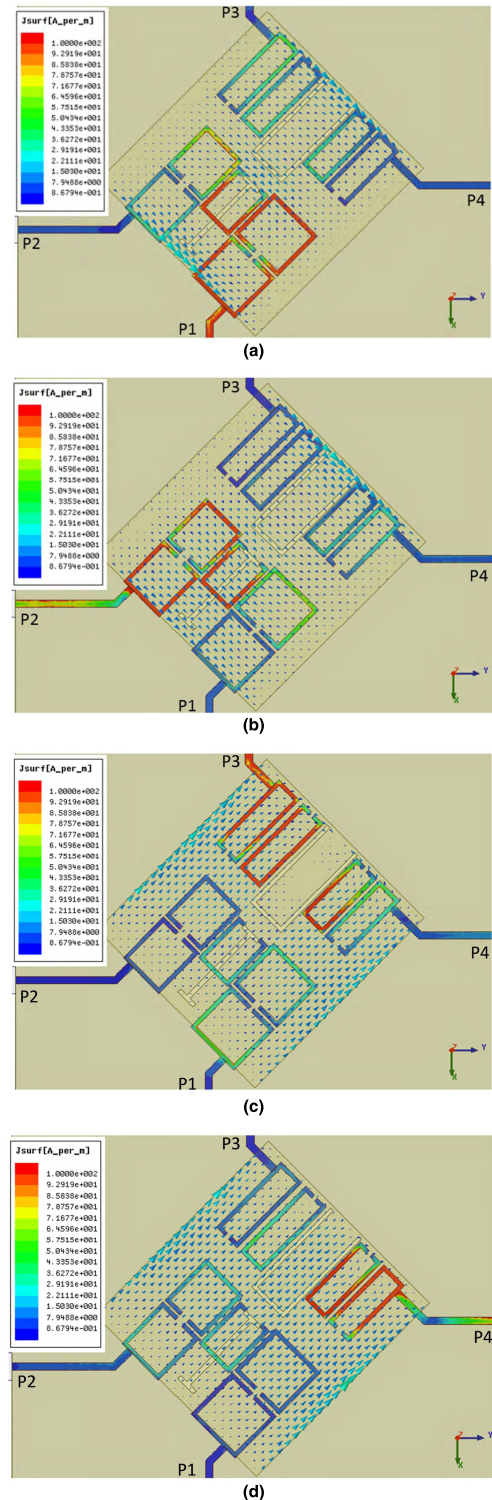 P3
Jsurf[A_per_m]
1.0000e+002
9.2919e+001
8.5838e+001
7.8757e+001
7.1677e+001
6.4596e+001
5.7515e+001
5.0434e+001
4.3353e+001
3.6272e+001
2.9191e+001
2.2111e+001
1.5030e+001
7.9488e+000
8.6794e-001
P4
P2
P1
Z
Y
X
(a)
P3
Jsurf[A_per_m]
1.0000e+002
9.2919e+001
8.5838e+001
7.8757e+001
7.1677e+001
6.4596e+001
5.7515e+001
5.0434e+001
4.3353e+001
3.6272e+001
2.9191e+001
2.2111e+001
1.5030e+001
7.9488e+000
8.6794e-001
P4
P2
P1
Z
Y
X
(b)
P3
Jsurf[A_per_m]
1.0000e+002
9.2919e+001
8.5838e+001
7.8757e+001
7.1677e+001
6.4596e+001
5.7515e+001
5.0434e+001
4.3353e+001
3.6272e+001
2.9191e+001
2.2111e+001
1.5030e+001
7.9488e+000
8.6794e-001
P4
P2
P1
Z
Y
X
(c)
P3
Jsurf[A_per_m]
1.0000e+002
9.2919e+001
8.5838e+001
7.8757e+001
7.1677e+001
6.4596e+001
5.7515e+001
5.0434e+001
4.3353e+001
3.6272e+001
2.9191e+001
2.2111e+001
1.5030e+001
7.9488e+000
8.6794e-001
P4
P2
P1
Z
Y
X
(d)